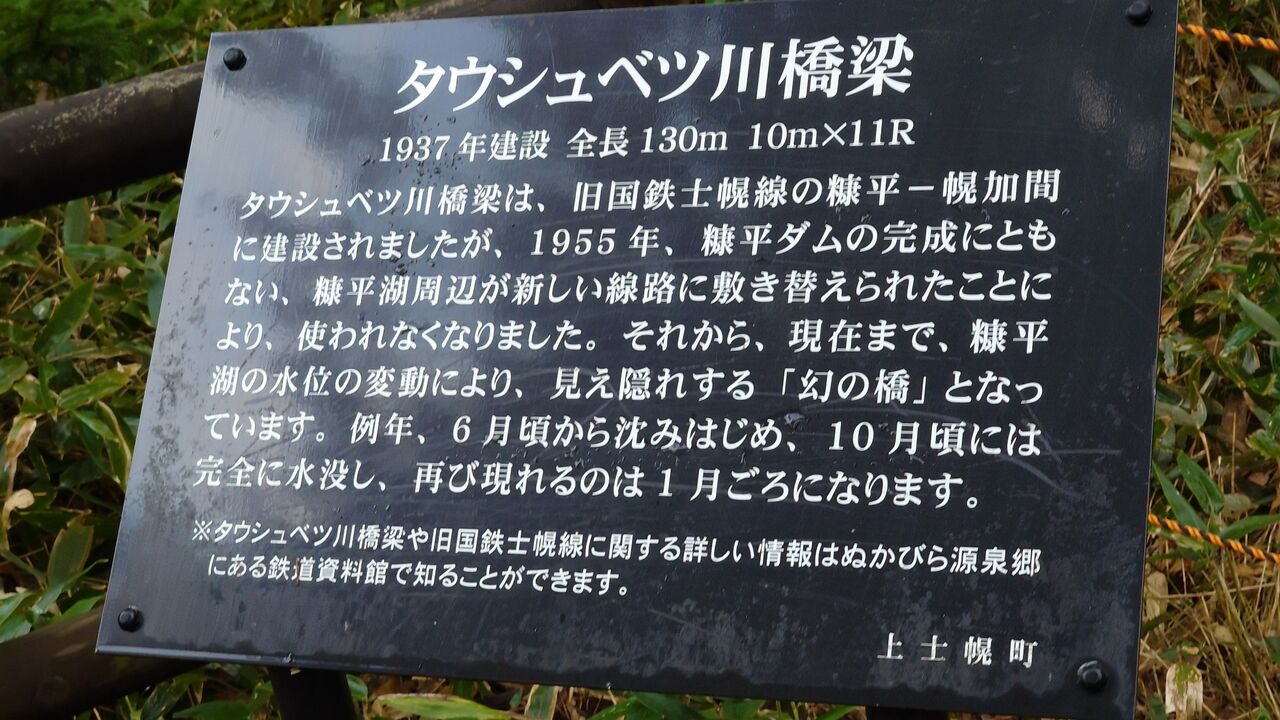 タウシュベツ川橋梁
1937年建設 全長130m 10m×11R
タウシュベツ川橋梁は、旧国鉄士幌線の糠平－幌加間
に建設されましたが、1955年、糠平ダムの完成にとも
ない、糠平湖周辺が新しい線路に敷き替えられたことに
より、使われなくなりました。それから、現在まで、糠平
湖の水位の変動により、見え隠れする「幻の橋」となっ
ています。例年、6月頃から沈みはじめ、10月頃には
完全に水没し、再び現れるのは1月ごろになります。
※タウシュベツ川橋梁や旧国鉄士幌線に関する詳しい情報はぬかびら源泉郷
にある鉄道資料館で知ることができます。
上士幌町